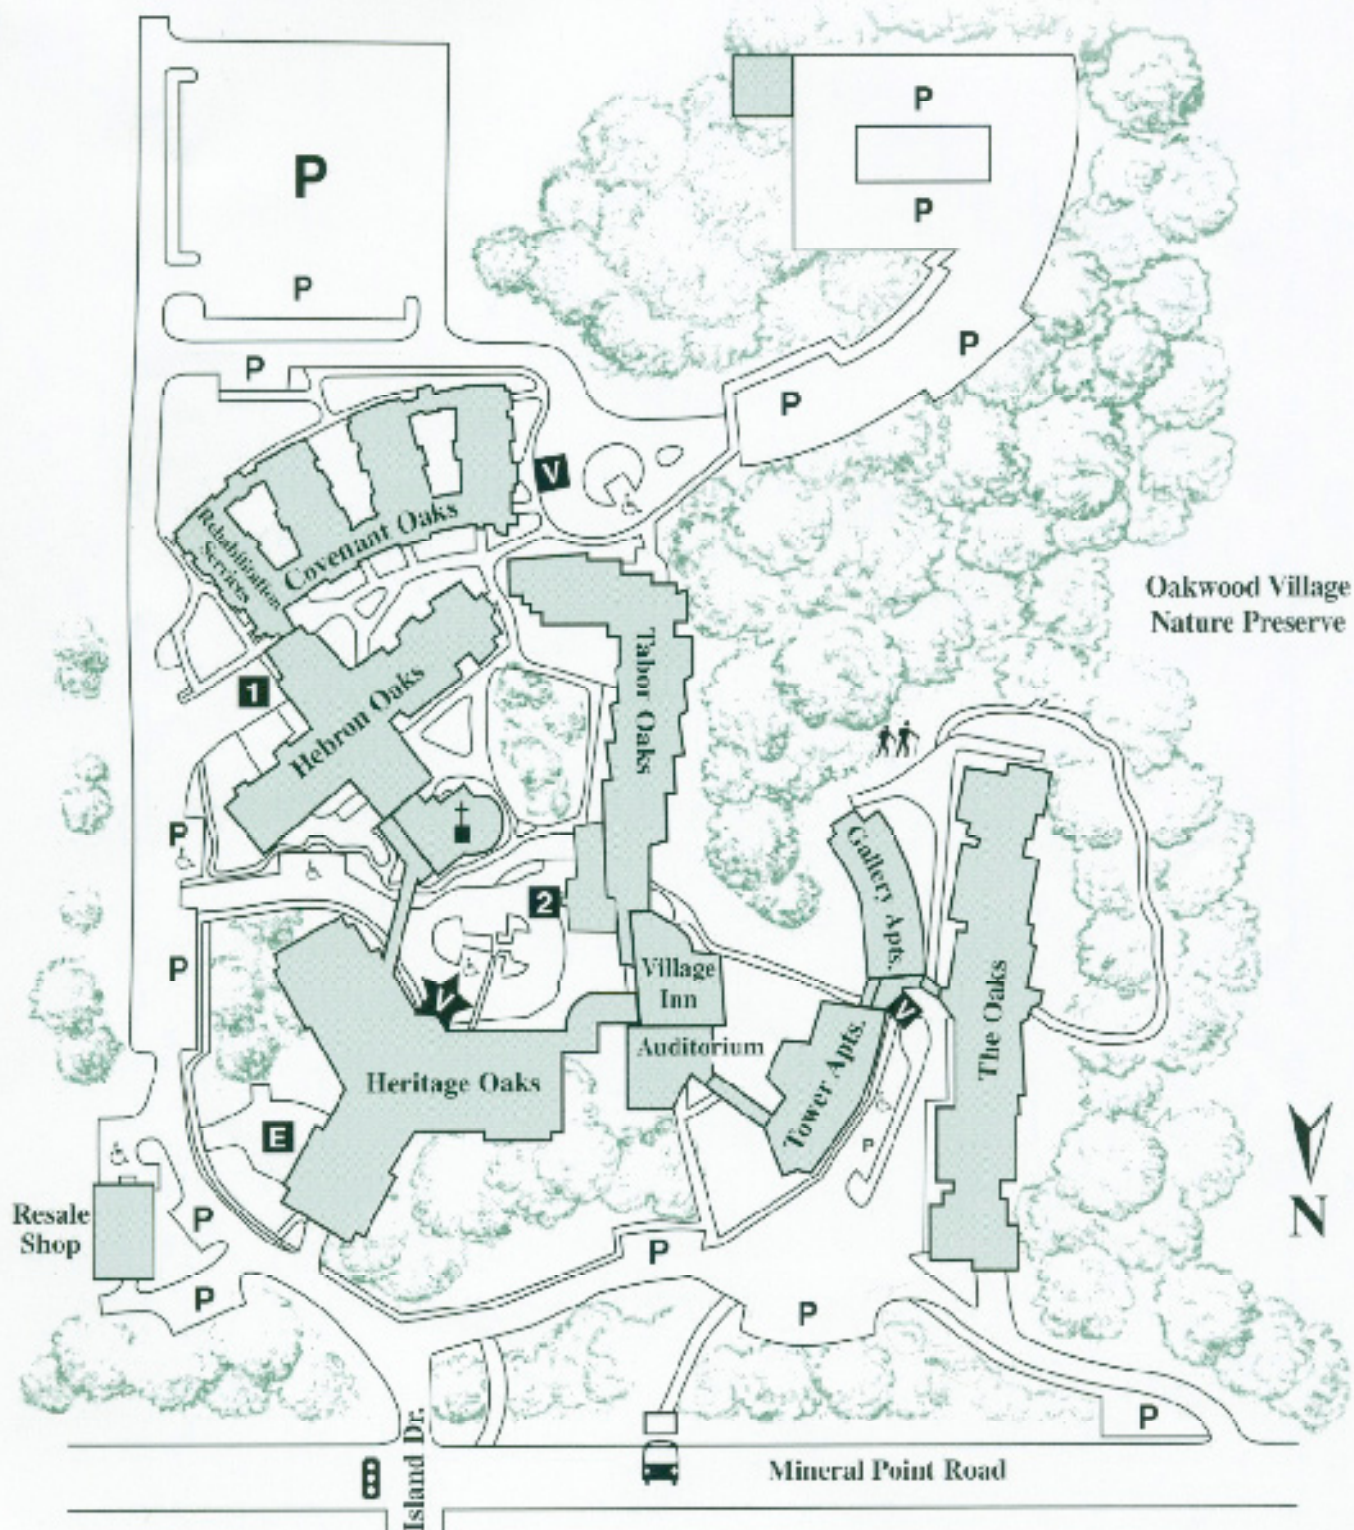 P
P
P
P
P
P
P
P
V
Rehabilitation
Services
Covenant Oaks
Oakwood Village
Nature Preserve
Tabor Oaks
1
Hebron Oaks
P
Gallery Apts.
2
P
Village
Inn
V
V
The Oaks
Auditorium
Heritage Oaks
Tower Apts.
E
P
N
Resale
Shop
P
P
P
P
P
Island Dr.
Mineral Point Road